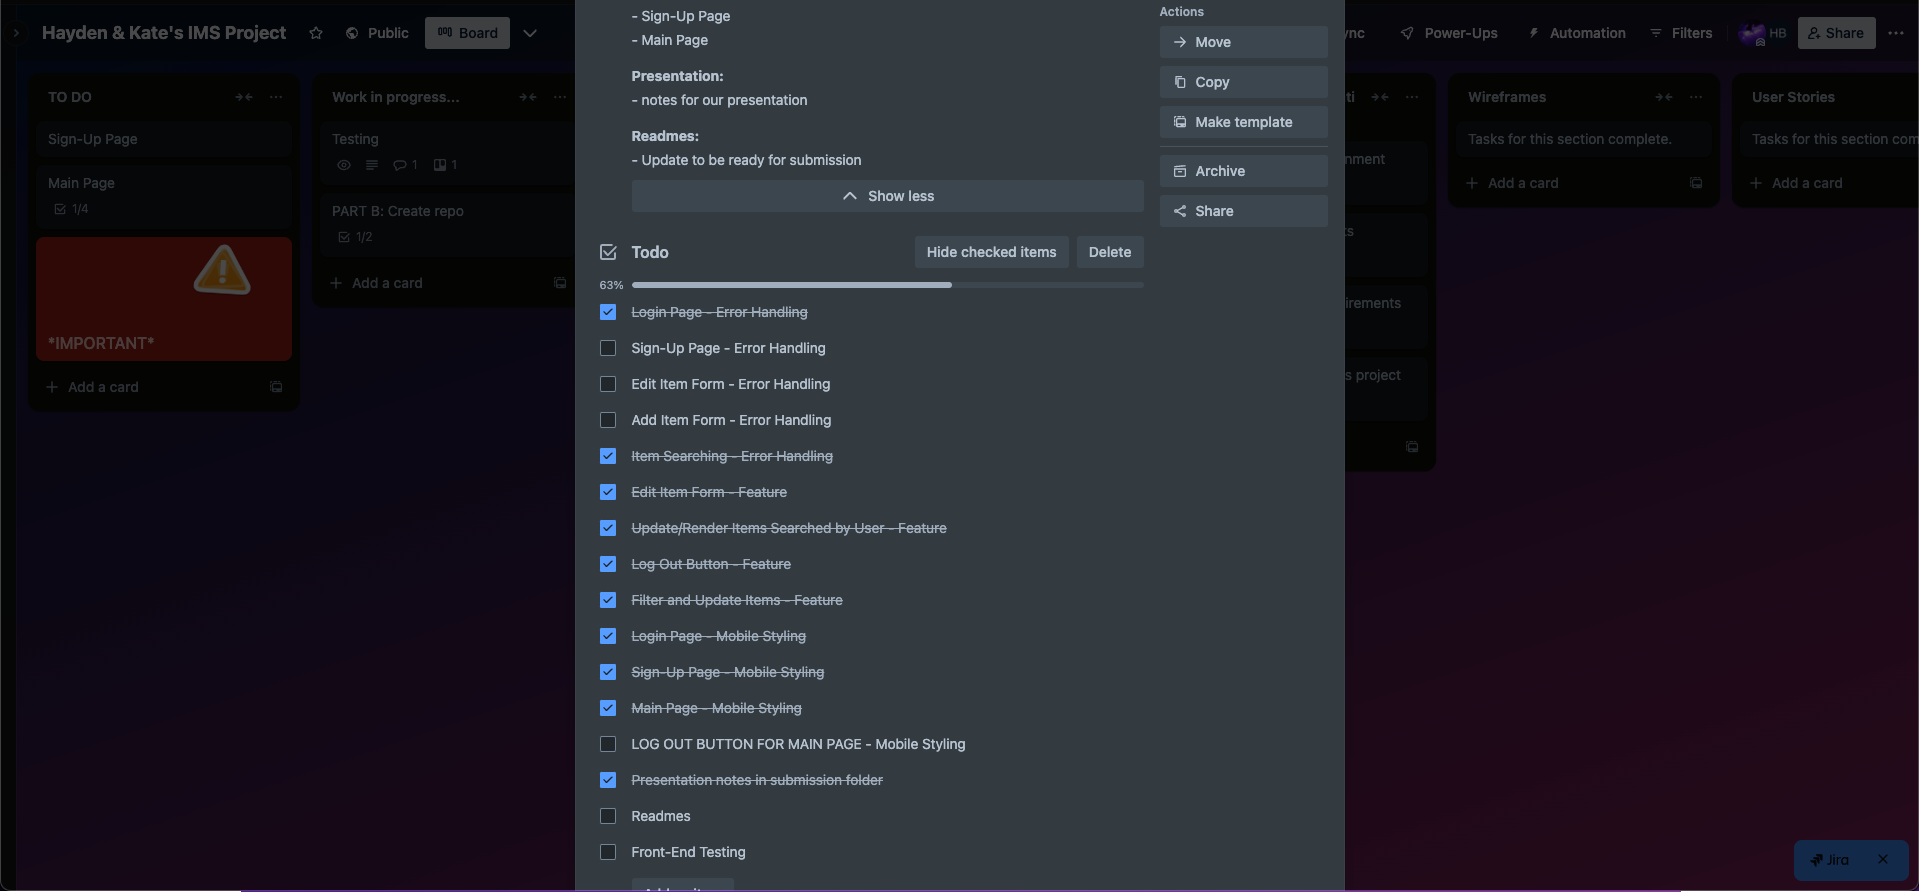 Hayden & Kate's IMS Project
Public
Board
Power-Ups
Automation
Filters
HB
Share
TO DO
Sign-Up Page
Main Page
1/4
*IMPORTANT*
Add a card
Work in progress...
Testing
1
1
PART B: Create repo
1/2
Add a card
- Sign-Up Page
- Main Page
Presentation:
- notes for our presentation
Readmes:
- Update to be ready for submission
Show less
Todo
Hide checked items
Delete
63%
Login Page - Error Handling
Sign-Up Page - Error Handling
Edit Item Form - Error Handling
Add Item Form - Error Handling
Item Searching - Error Handling
Edit Item Form - Feature
Update/Render Items Searched by User - Feature
Log Out Button - Feature
Filter and Update Items - Feature
Login Page - Mobile Styling
Sign-Up Page - Mobile Styling
Main Page - Mobile Styling
LOG OUT BUTTON FOR MAIN PAGE - Mobile Styling
Presentation notes in submission folder
Readmes
Front-End Testing
Actions
Move
Copy
Make template
Archive
Share
s project
Wireframes
Tasks for this section complete.
Add a card
User Stories
Tasks for this section com
Add a card
Jira